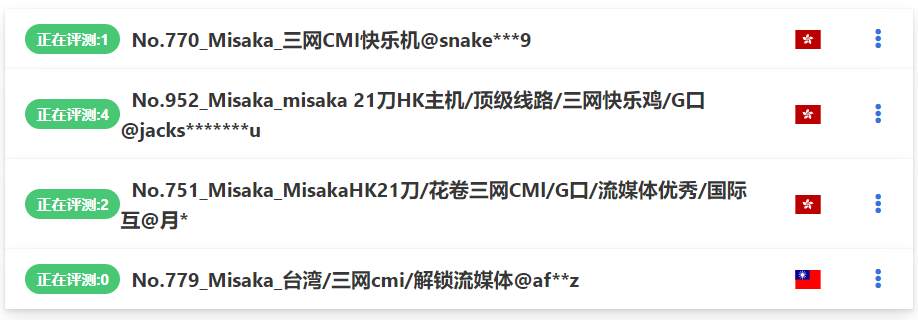 正在评测:1 No.770_Misaka_三网CMI快乐机@snake***9
正在评测:4 No.952_Misaka_misaka 21刀HK主机/顶级线路/三网快乐鸡/G口
@jacks*******u
正在评测:2 No.751_Misaka_MisakaHK21刀/花卷三网CMl/G口/流媒体优秀/国际
互@月*
正在评测:0 No.779_Misaka_台湾/三网cmi/解锁流媒体@af**z